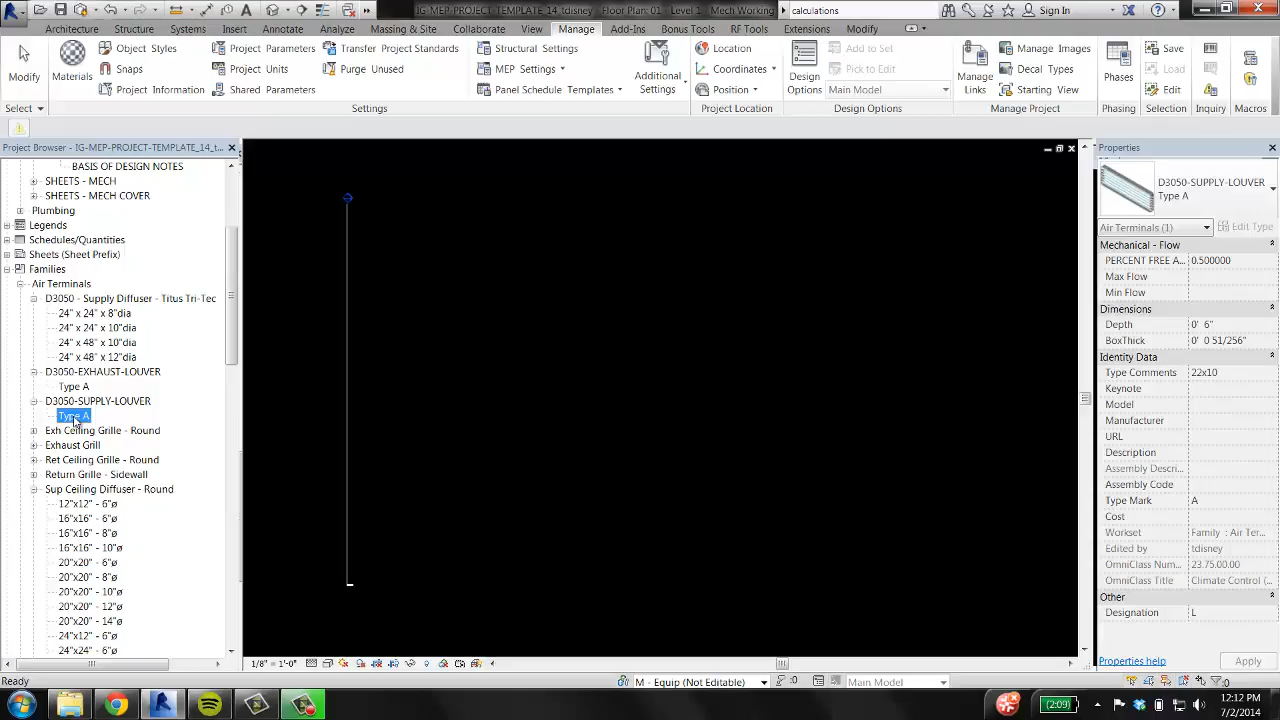 IG-MEP-PROJECT_TEMPLATE_14_tdisney - Floor Plan: 01 - Level 1 - Mech Working
calculations
Sign In
Architecture Structure Systems Insert Annotate Analyze Massing & Site Collaborate View Manage Add-Ins Bonus Tools RF Tools Extensions Modify
Object Styles Project Parameters Transfer Project Standards Structural Settings Location Add to Set Manage Images Save
Snaps Project Units Purge Unused MEP Settings Coordinates Pick to Edit Decal Types Load
Modify Materials Additional Settings Design Options Manage Links Phases
Project Information Shared Parameters Panel Schedule Templates Position Main Model Starting View Edit
Select Settings Project Location Design Options Manage Project Phasing Selection Inquiry Macros
Project Browser - IG-MEP-PROJECT-TEMPLATE_14_t...
BASIS OF DESIGN NOTES
SHEETS - MECH
SHEETS - MECH COVER
Plumbing
Legends
Schedules/Quantities
Sheets (Sheet Prefix)
Families
Air Terminals
D3050 - Supply Diffuser - Titus Tri-Tec
24" x 24" x 8"dia
24" x 24" x 10"dia
24" x 48" x 10"dia
24" x 48" x 12"dia
D3050-EXHAUST-LOUVER
Type A
D3050-SUPPLY-LOUVER
Type A
Exh Ceiling Grille - Round
Exhaust Grill
Ret Ceiling Grille - Round
Return Grille - Sidewall
Sup Ceiling Diffuser - Round
12"x12" - 6"ø
16"x16" - 6"ø
16"x16" - 8"ø
16"x16" - 10"ø
20"x20" - 6"ø
20"x20" - 8"ø
20"x20" - 10"ø
20"x20" - 12"ø
20"x20" - 14"ø
24"x12" - 6"ø
24"x24" - 6"ø
Properties
D3050-SUPPLY-LOUVER
Type A
Air Terminals (1) Edit Type
Mechanical - Flow
PERCENT FREE A... 0.500000
Max Flow
Min Flow
Dimensions
Depth 0' 6"
BoxThick 0' 0 51/256"
Identity Data
Type Comments 22x10
Keynote
Model
Manufacturer
URL
Description
Assembly Descri...
Assembly Code
Type Mark A
Cost
Workset Family : Air Ter...
Edited by tdisney
OmniClass Num... 23.75.00.00
OmniClass Title Climate Control (...
Other
Designation L
Properties help Apply
1/8" = 1'-0"
Ready M - Equip (Not Editable) :0 Main Model :0
(2:09) 12:12 PM
7/2/2014